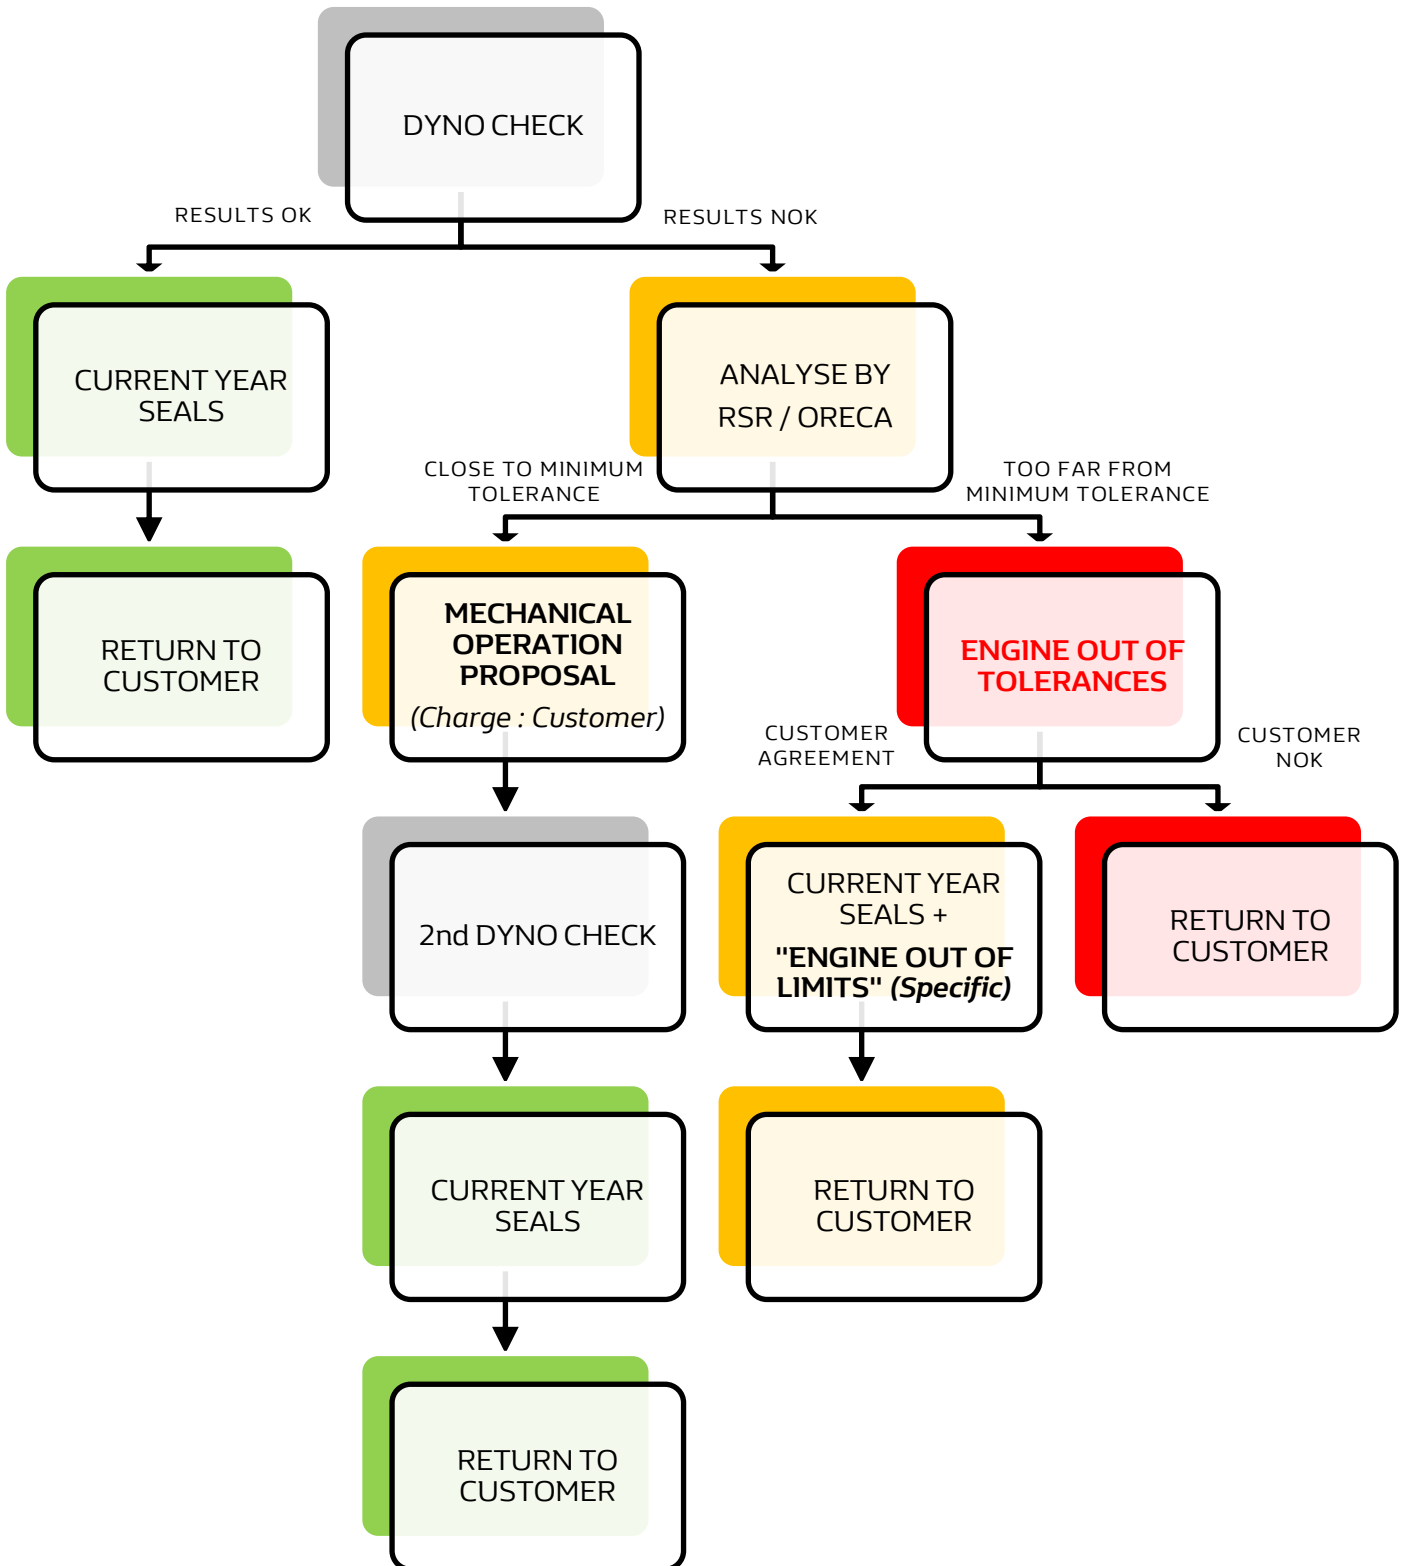 DYNO CHECK
RESULTS OK
RESULTS NOK
CURRENT YEAR
SEALS
ANALYSE BY
RSR / ORECA
CLOSE TO MINIMUM
TOLERANCE
TOO FAR FROM
MINIMUM TOLERANCE
RETURN TO
CUSTOMER
MECHANICAL
OPERATION
PROPOSAL
(Charge : Customer)
ENGINE OUT OF
TOLERANCES
CUSTOMER
AGREEMENT
CUSTOMER
NOK
2nd DYNO CHECK
CURRENT YEAR
SEALS +
"ENGINE OUT OF
LIMITS" (Specific)
RETURN TO
CUSTOMER
CURRENT YEAR
SEALS
RETURN TO
CUSTOMER
RETURN TO
CUSTOMER